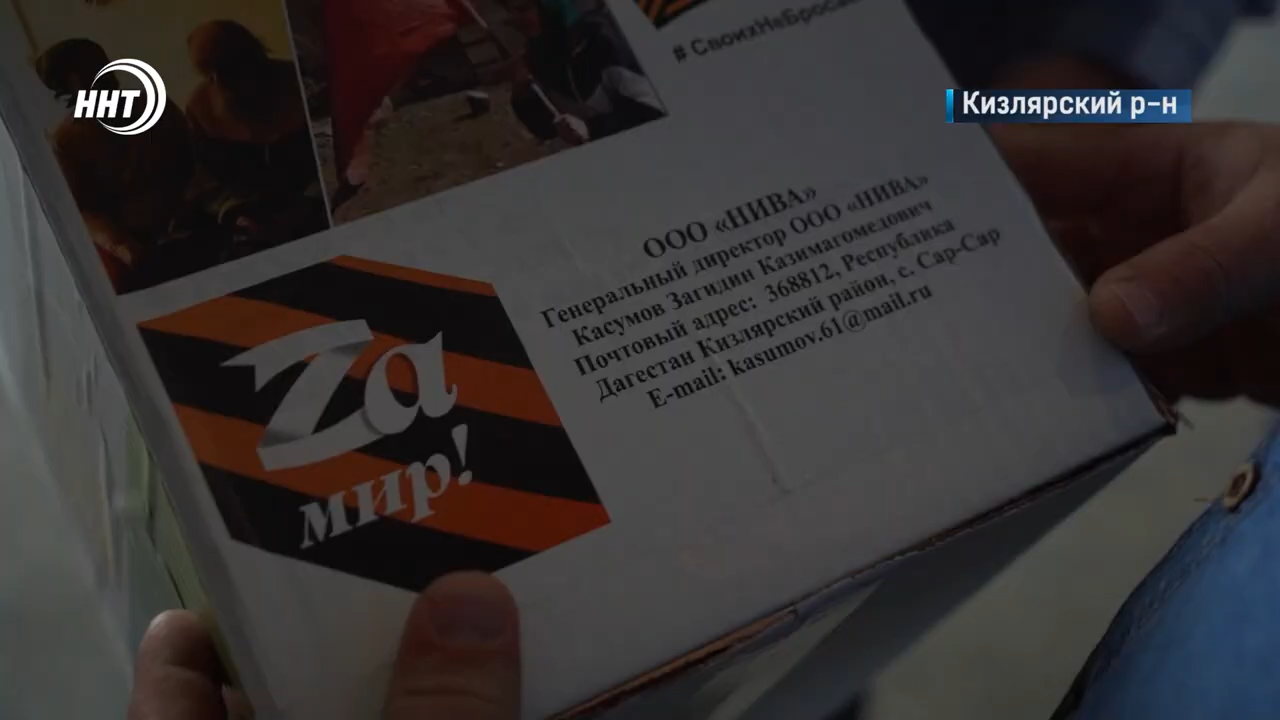 ННТ
#СвоихНеБросаем
Кизлярский р-н
ООО «НИВА»
Генеральный директор ООО «НИВА»
Касумов Загидин Казимагомедович
Почтовый адрес: 368812, Республика
Дагестан Кизлярский район, с. Сар-Сар
E-mail: kasumov.61@mail.ru
Zа
мир!